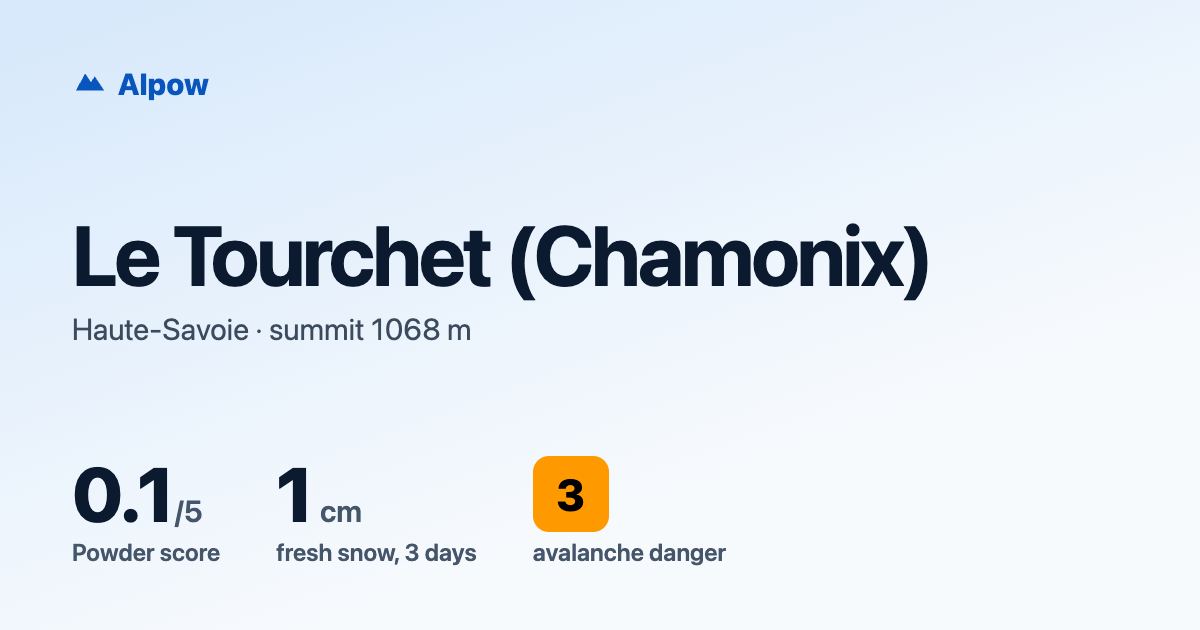 Alpow
Le Tourchet (Chamonix)
Haute-Savoie · summit 1068 m
0.1/5
Powder score
1 cm
fresh snow, 3 days
3
avalanche danger